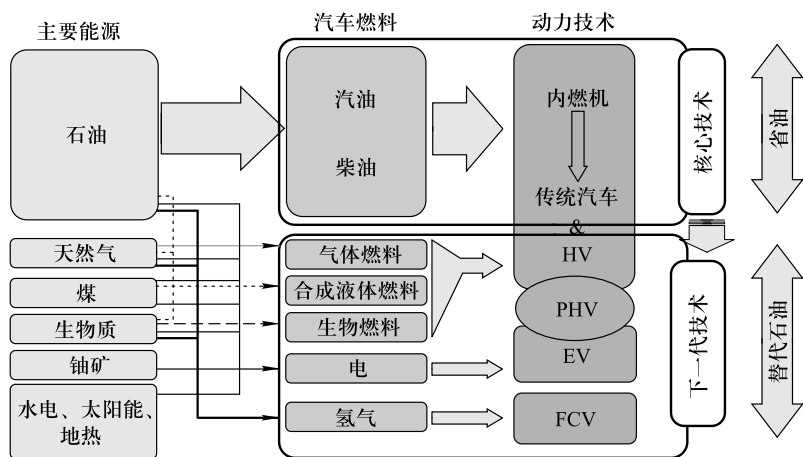 主要能源
汽车燃料
动力技术
石油
汽油
柴油
内燃机
传统汽车
&
HV
核心技术
省油
天然气
煤
生物质
铀矿
水电、太阳能、
地热
气体燃料
合成液体燃料
生物燃料
电
氢气
PHV
EV
FCV
下一代技术
替代石油